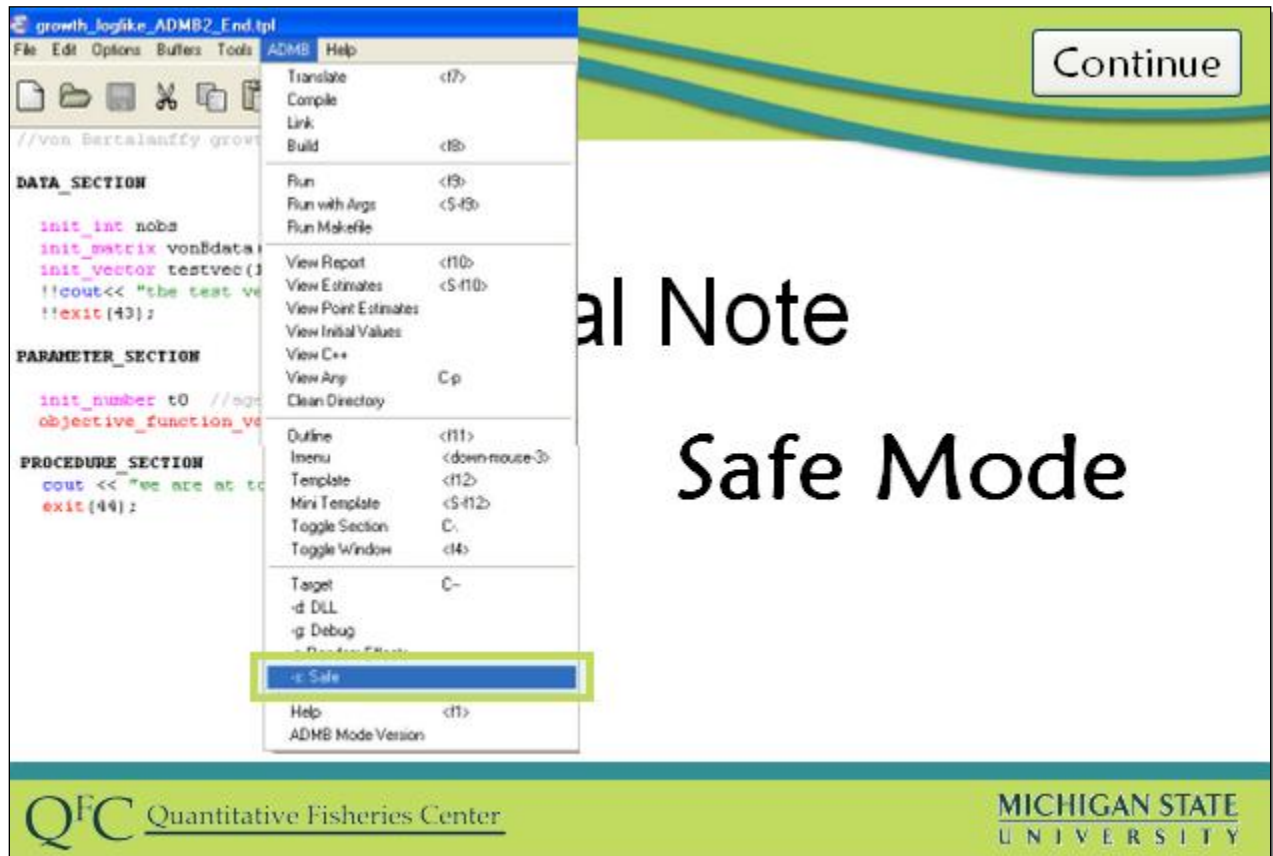 growth_loglike_ADMB2_End.tpl
File Edit Options Buffers Tools ADMB Help
//von Bertalanffy growt
DATA_SECTION
init_int nobs
init_matrix vonBdata
init_vector testvec(1
!!cout<< "the test ve
!!exit(43);
PARAMETER_SECTION
init_number t0 //age
objective_function_va
PROCEDURE_SECTION
cout << "we are at to
exit(44);
Translate <f7>
Compile
Link
Build <f8>
Run <f9>
Run with Args <S-f9>
Run Makefile
View Report <f10>
View Estimates <S-f10>
View Point Estimates
View Initial Values
View C++
View Any C-p
Clean Directory
Outline <f11>
Imenu <down-mouse-3>
Template <f12>
Mini Template <S-f12>
Toggle Section C-.
Toggle Window <f4>
Target C--
-d: DLL
-g: Debug
-s: Safe
Help <f1>
ADMB Mode Version
Continue
al Note
Safe Mode
QFC Quantitative Fisheries Center
MICHIGAN STATE
UNIVERSITY